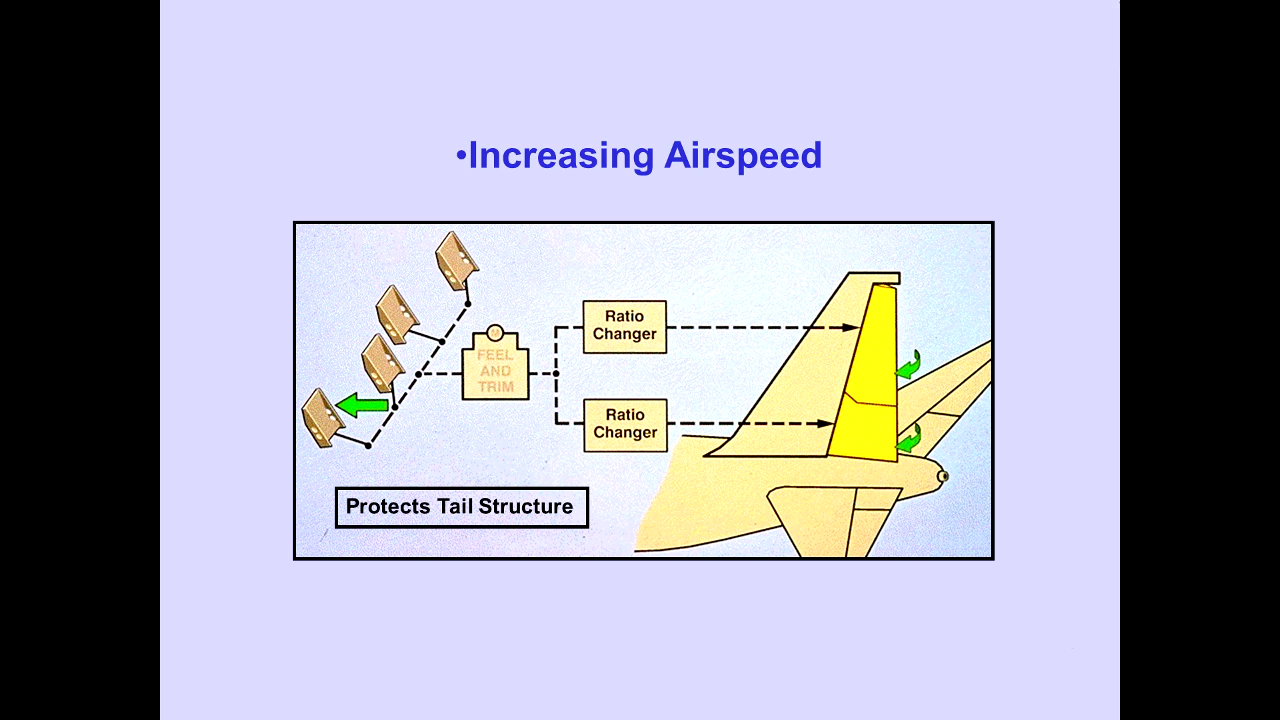 •Increasing Airspeed
Ratio
Changer
FEEL
AND
TRIM
Ratio
Changer
Protects Tail Structure